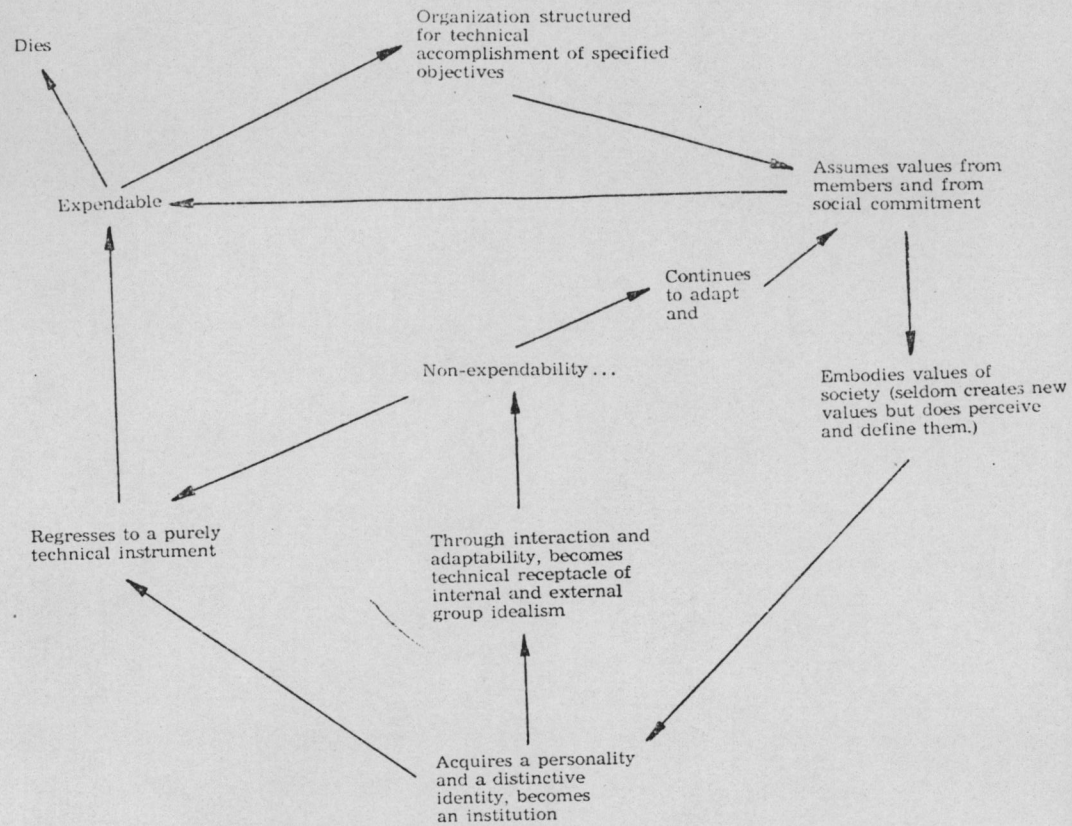 Organization structured
for technical
accomplishment of specified
objectives
Dies
Expendable
Assumes values from
members and from
social commitment
Continues
to adapt
and
Non-expendability...
Embodies values of
society (seldom creates new
values but does perceive
and define them.)
Regresses to a purely
technical instrument
Through interaction and
adaptability, becomes
technical receptacle of
internal and external
group idealism
Acquires a personality
and a distinctive
identity, becomes
an institution